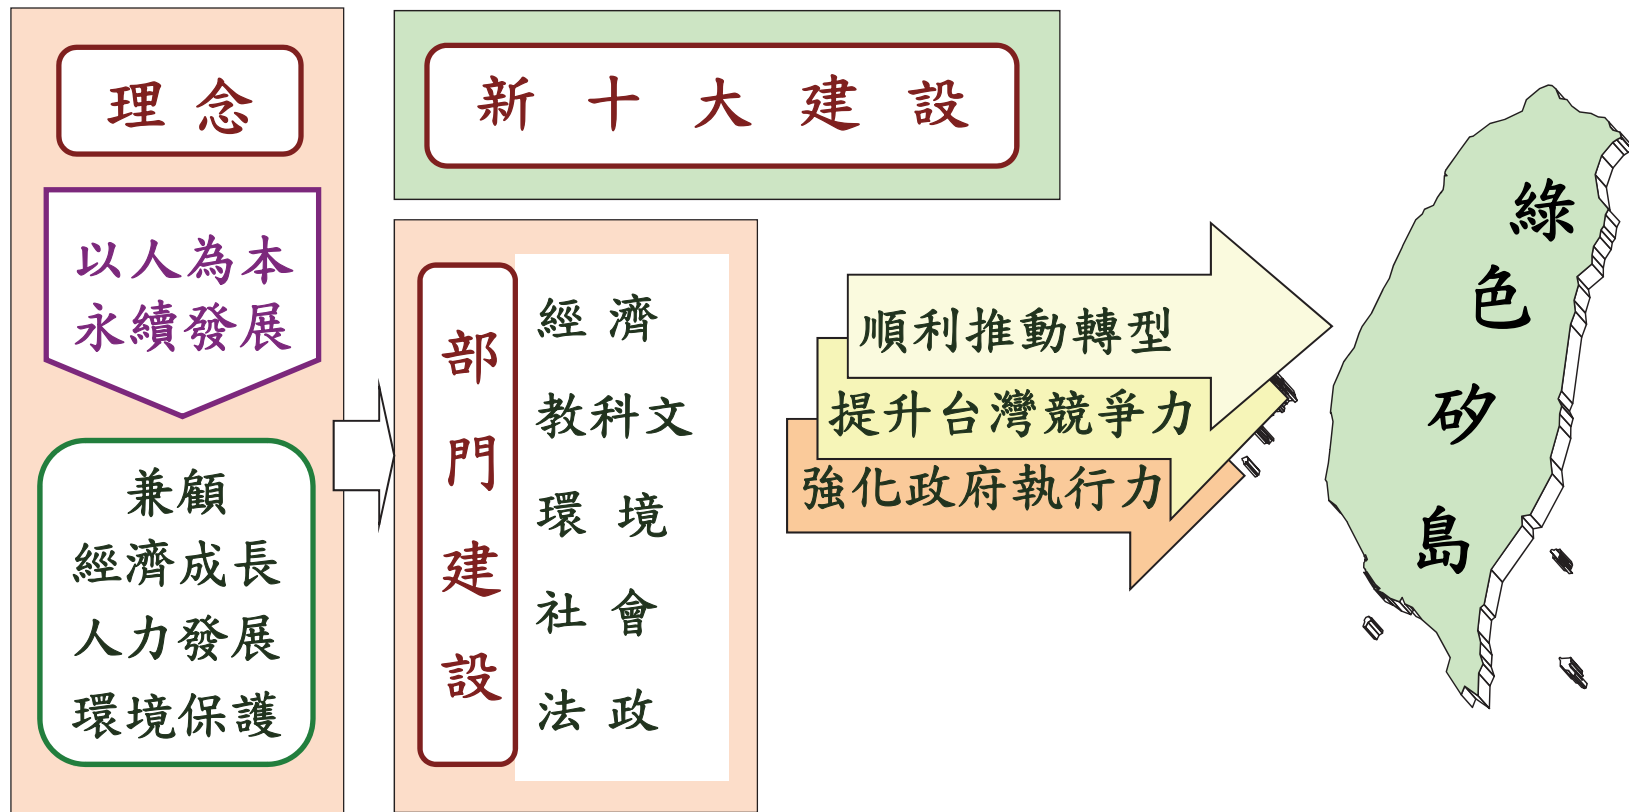 理念
以人為本
永續發展
兼顧
經濟成長
人力發展
環境保護
新十大建設
部門建設
經濟
教科文
環境
社會
法政
順利推動轉型
提升台灣競爭力
強化政府執行力
綠色矽島